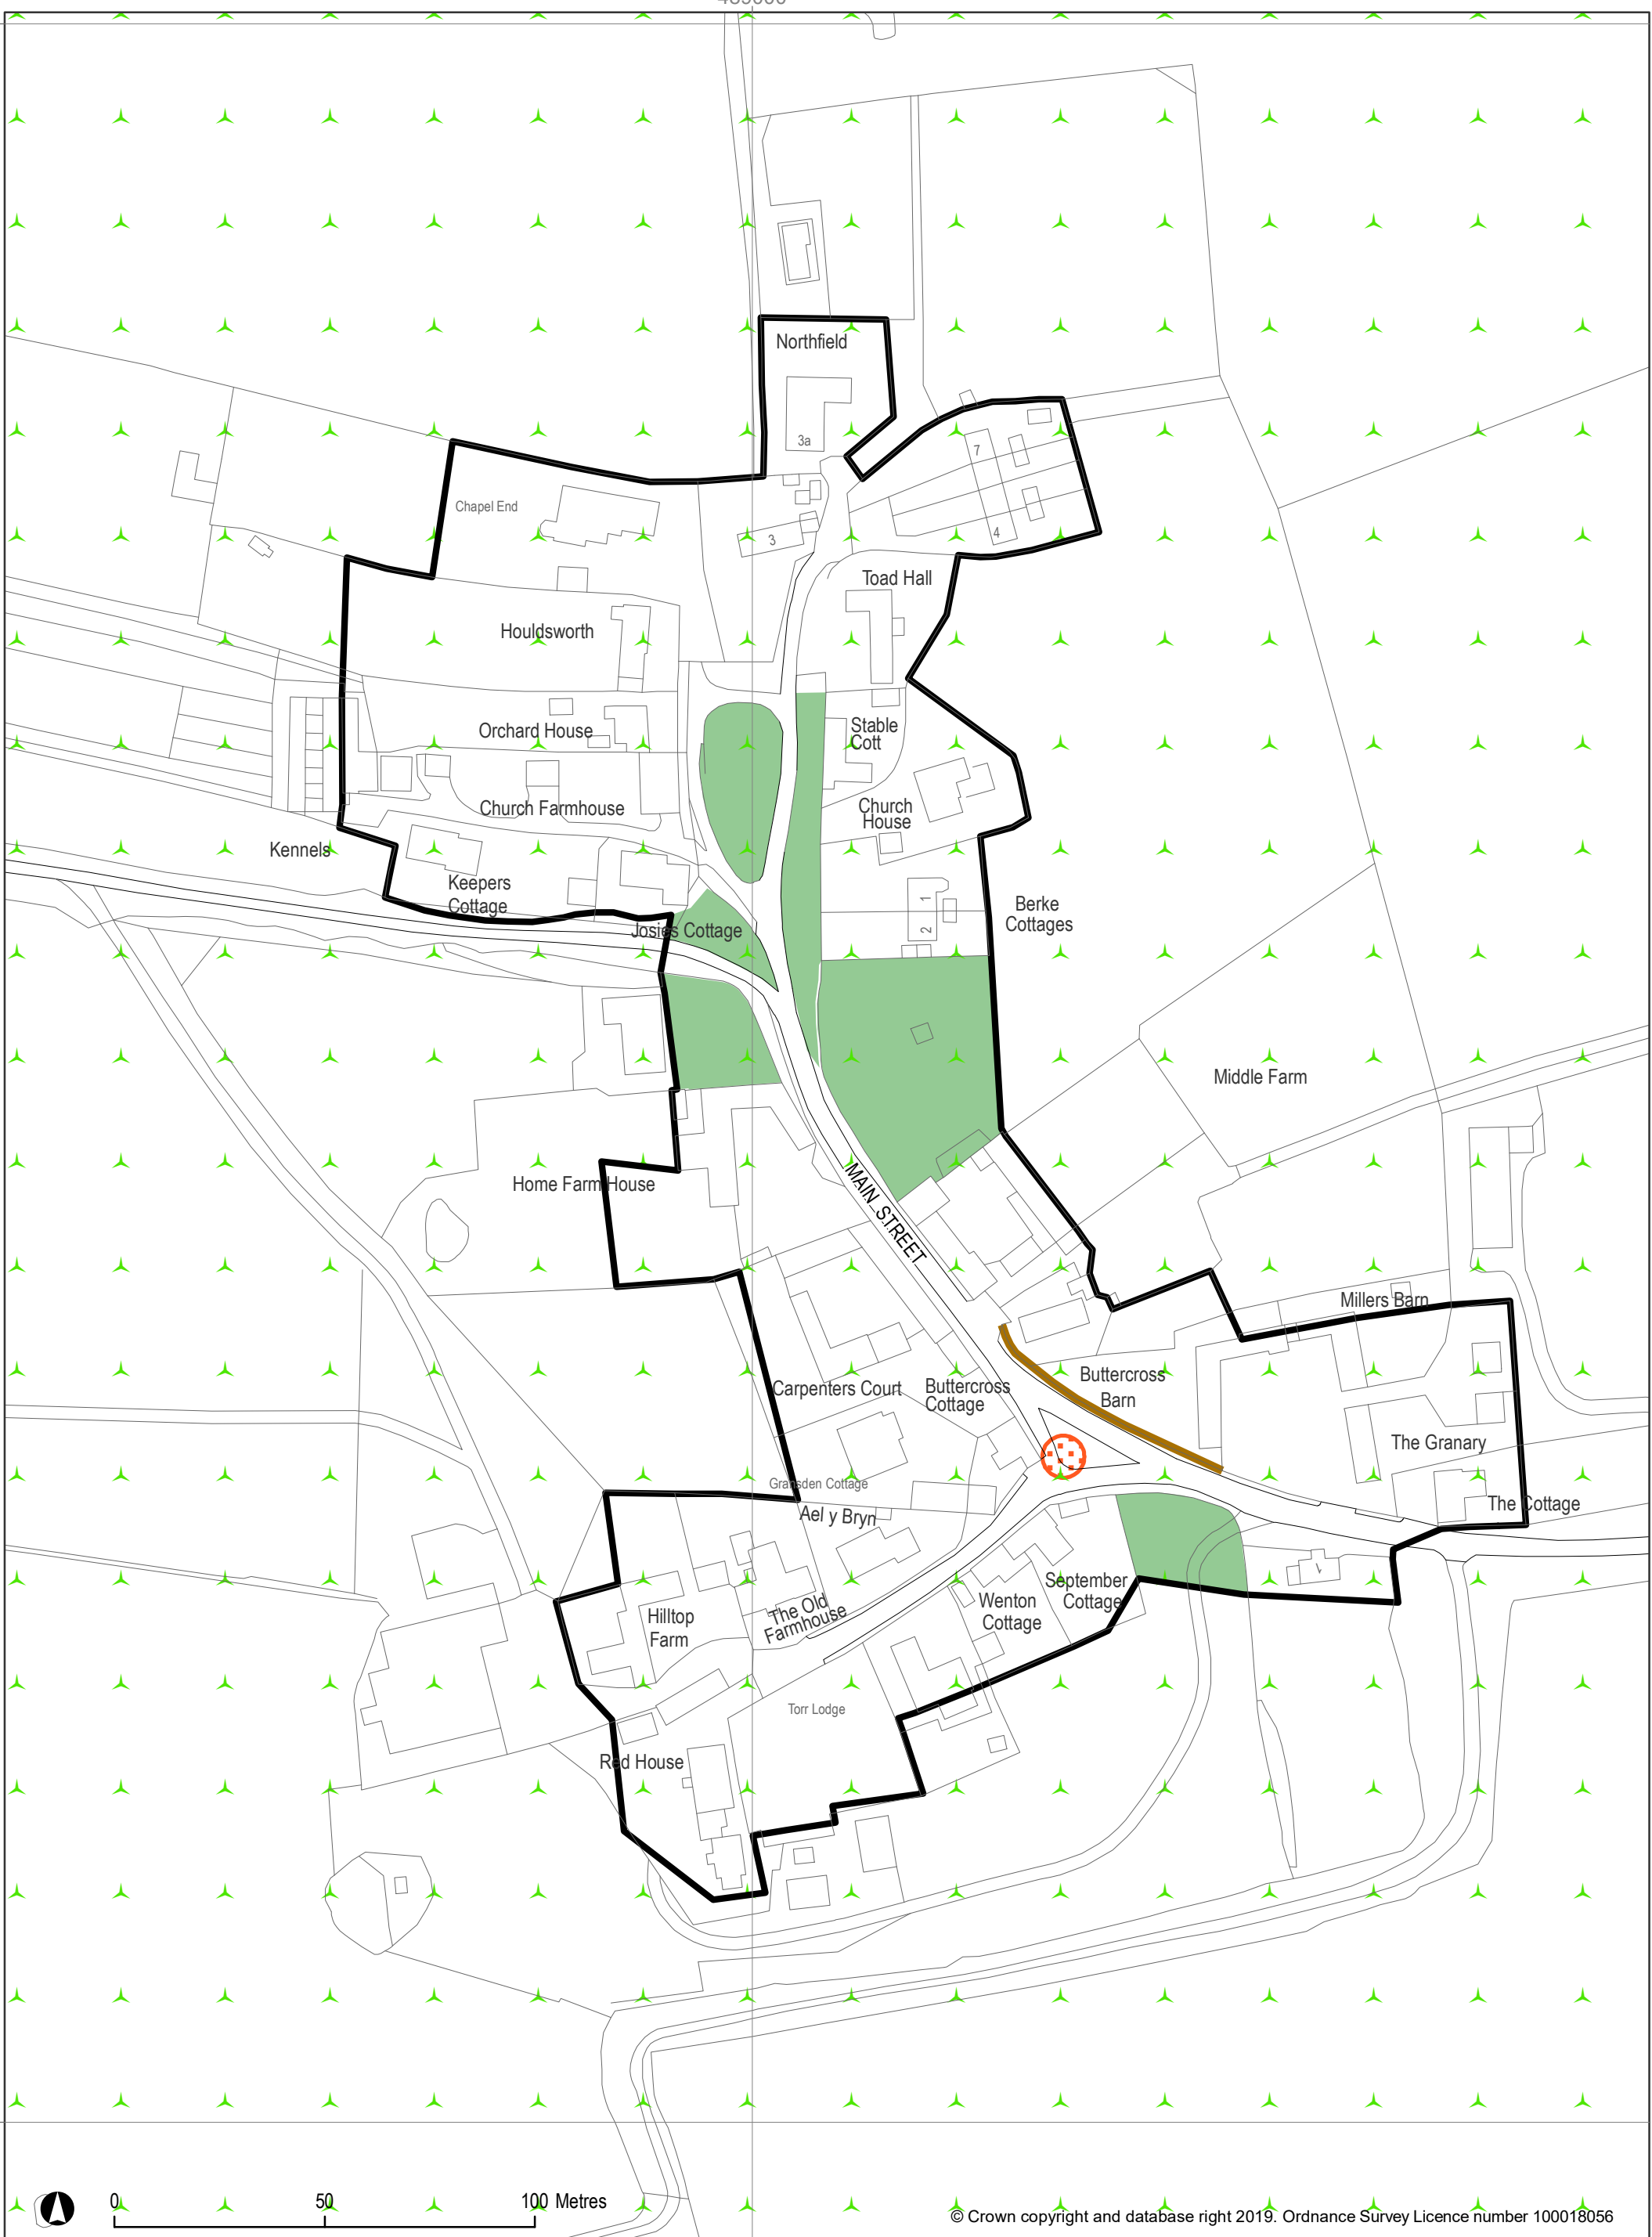 Northfield
3a
7
Chapel End
3
4
Toad Hall
Houldsworth
Orchard House
Stable
Cott
Church Farmhouse
Church
House
Kennels
Keepers
Cottage
1
2
Berke
Cottages
Josies Cottage
Middle Farm
Home Farm House
MAIN STREET
Millers Barn
Carpenters Court
Buttercross
Cottage
Buttercross
Barn
The Granary
Gransden Cottage
The Cottage
Ael y Bryn
1
September
Cottage
Wenton
Cottage
The Old
Farmhouse
Hilltop
Farm
Torr Lodge
Red House
0 50 100 Metres
© Crown copyright and database right 2019. Ordnance Survey Licence number 100018056